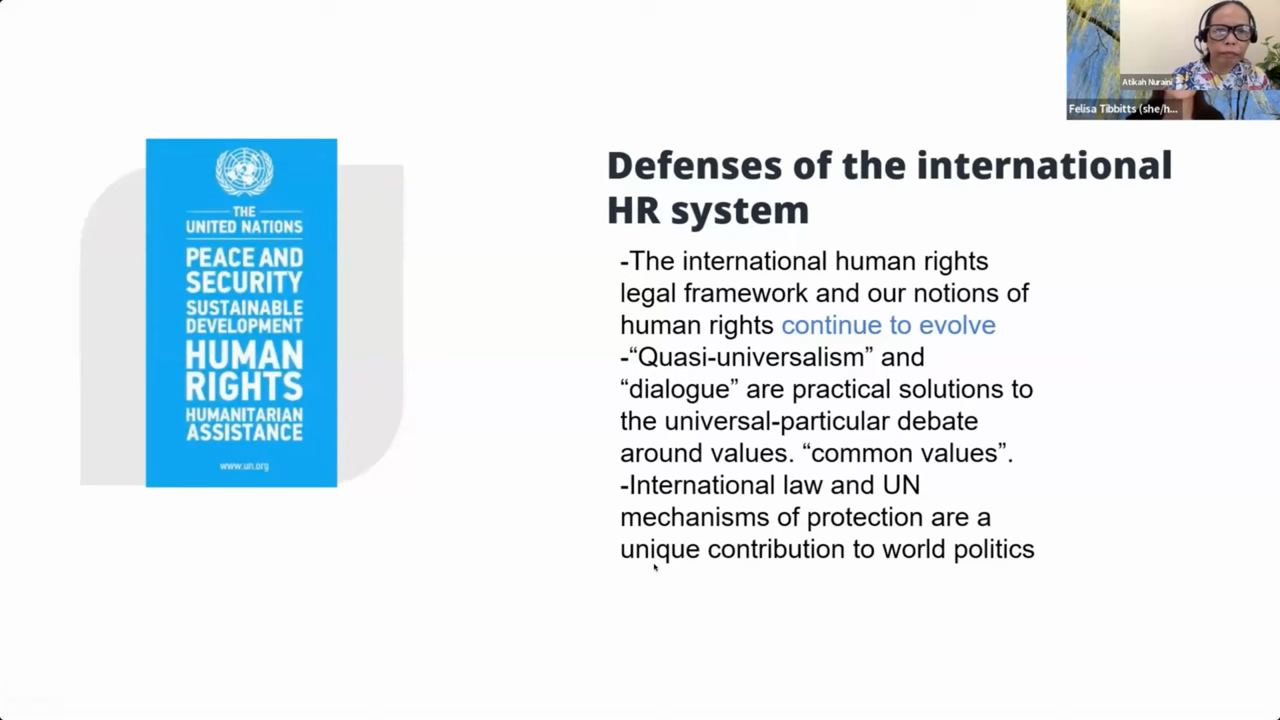 Atikah Nuraini
Felisa Tibbitts (she/h...
THE
UNITED NATIONS
PEACE AND
SECURITY
SUSTAINABLE
DEVELOPMENT
HUMAN
RIGHTS
HUMANITARIAN
ASSISTANCE
www.un.org
Defenses of the international
HR system
-The international human rights
legal framework and our notions of
human rights continue to evolve
-“Quasi-universalism” and
“dialogue” are practical solutions to
the universal-particular debate
around values. “common values”.
-International law and UN
mechanisms of protection are a
unique contribution to world politics